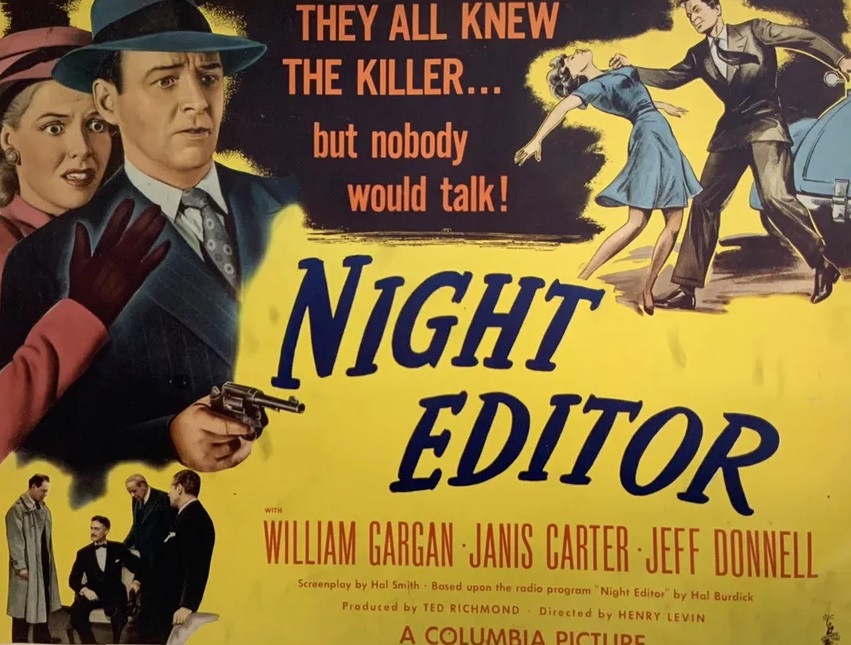 THEY ALL KNEW
THE KILLER...
but nobody
would talk!
NIGHT
EDITOR
WITH
WILLIAM GARGAN · JANIS CARTER · JEFF DONNELL
Screenplay by Hal Smith · Based upon the radio program "Night Editor" by Hal Burdick
Produced by TED RICHMOND · Directed by HENRY LEVIN
A COLUMBIA PICTURE